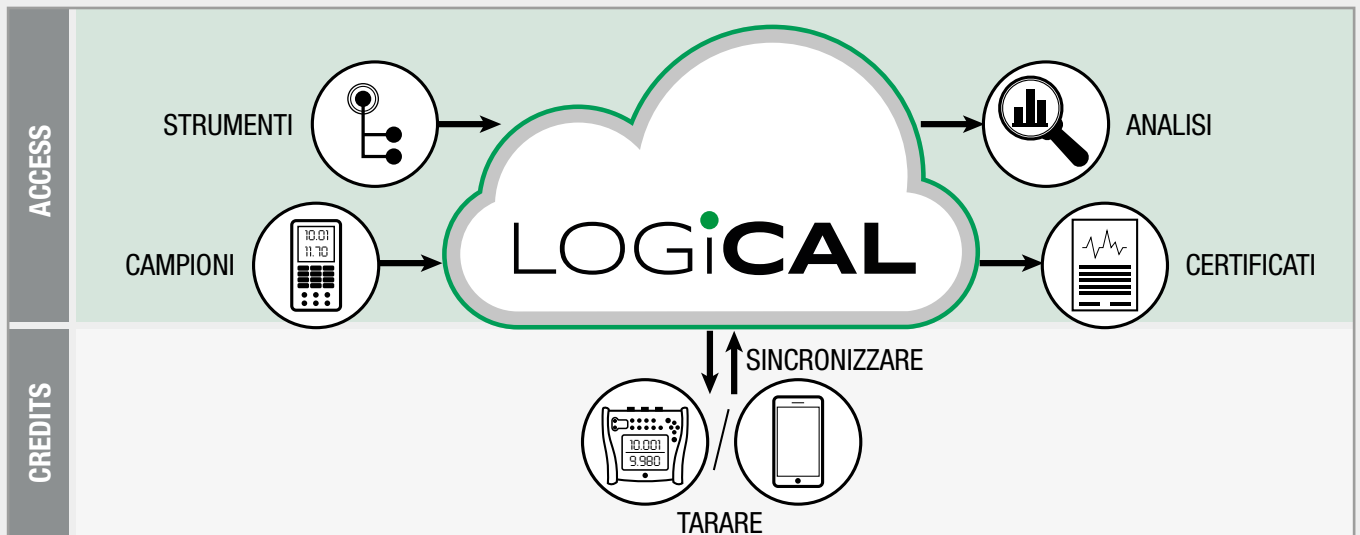 ACCESS
STRUMENTI
ANALISI
CAMPIONI
10.01
11.70
LOGiCAL
CERTIFICATI
CREDITS
SINCRONIZZARE
10.001
9.980
TARARE